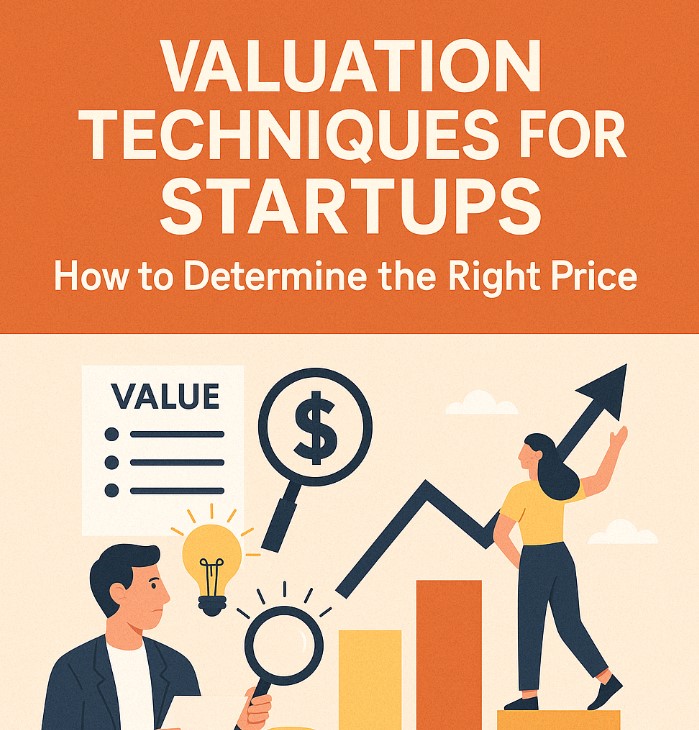 VALUATION
TECHNIQUES FOR
STARTUPS
How to Determine the Right Price
VALUE
$